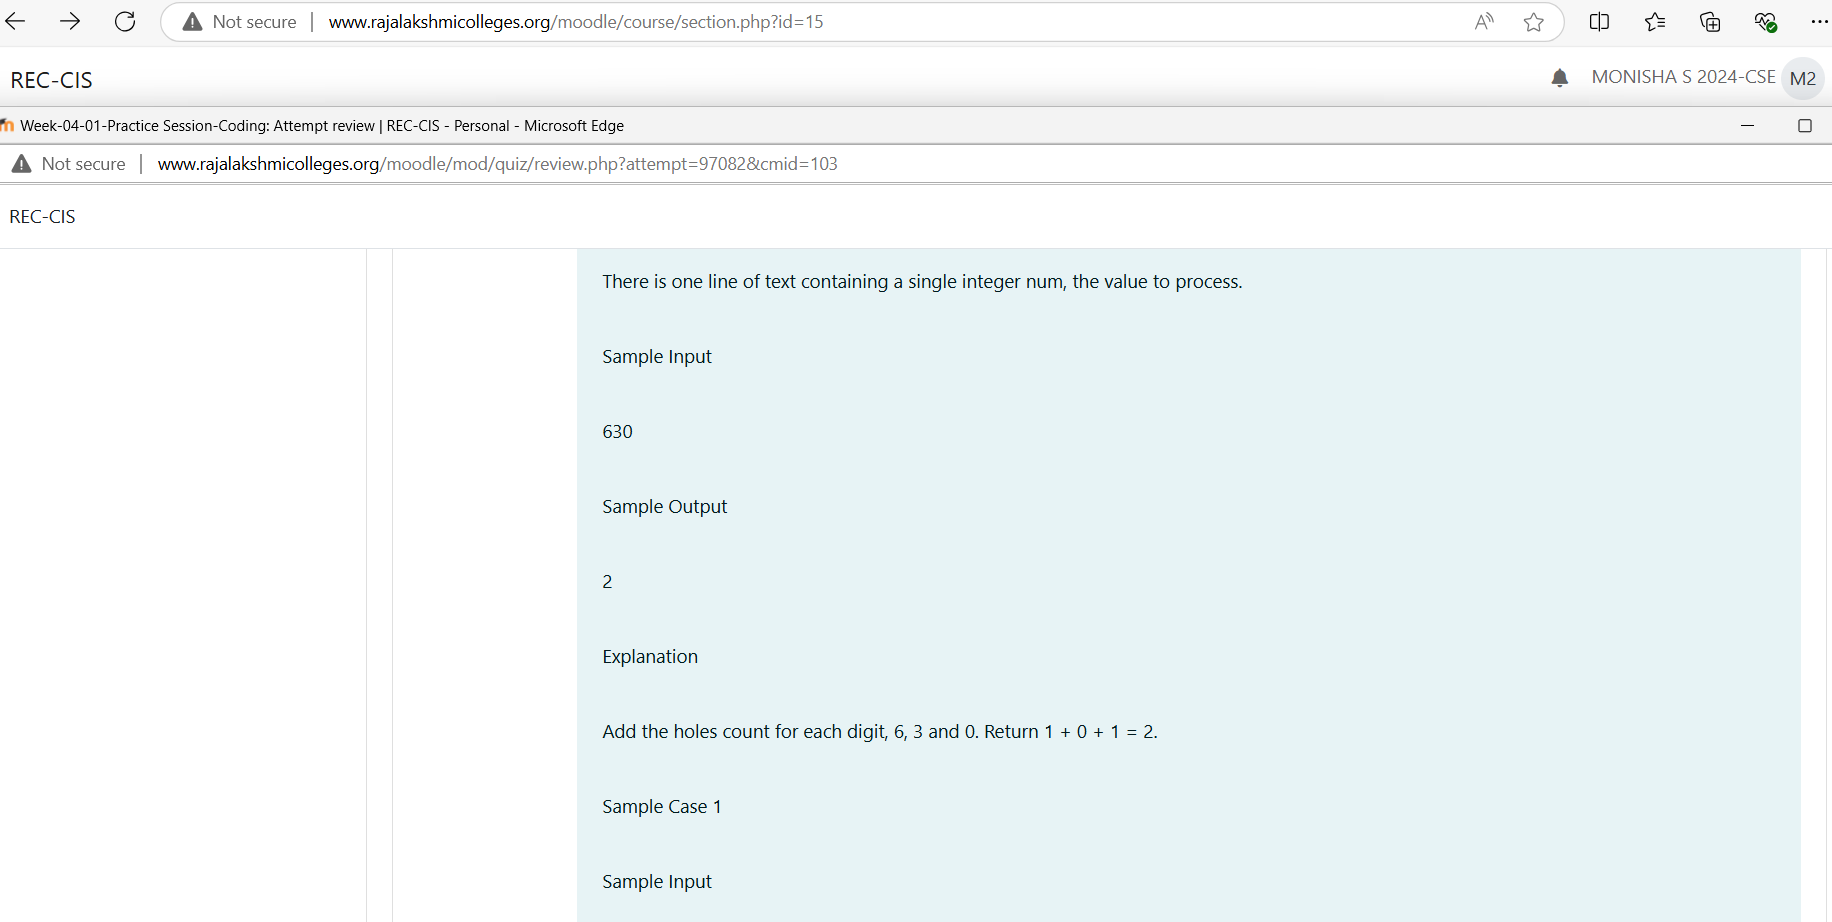 Not secure www.rajalakshmicolleges.org/moodle/course/section.php?id=15
REC-CIS
MONISHA S 2024-CSE M2
Week-04-01-Practice Session-Coding: Attempt review | REC-CIS - Personal - Microsoft Edge
Not secure www.rajalakshmicolleges.org/moodle/mod/quiz/review.php?attempt=97082&cmid=103
REC-CIS
There is one line of text containing a single integer num, the value to process.
Sample Input
630
Sample Output
2
Explanation
Add the holes count for each digit, 6, 3 and 0. Return 1 + 0 + 1 = 2.
Sample Case 1
Sample Input